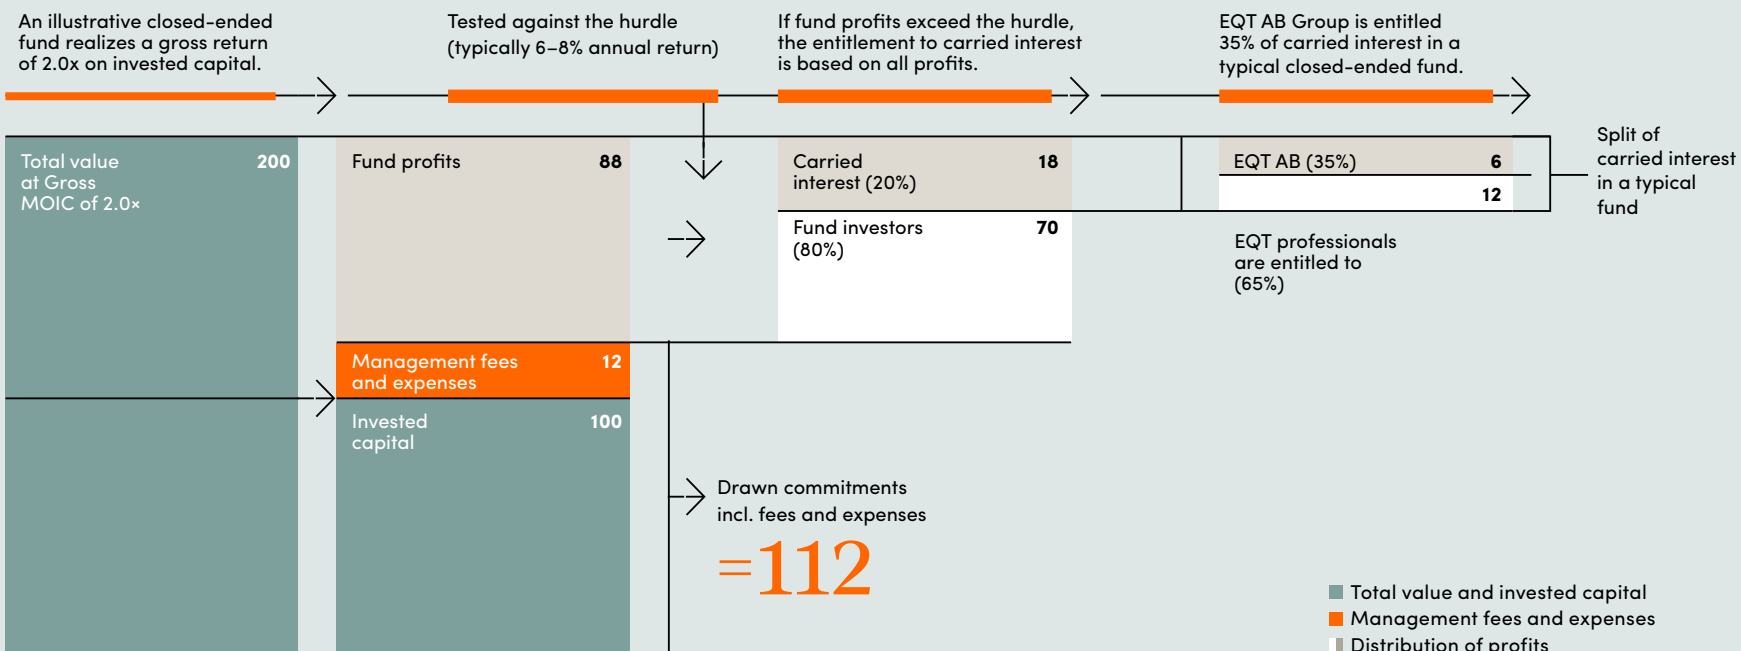 An illustrative closed-ended
fund realizes a gross return
of 2.0x on invested capital.
Tested against the hurdle
(typically 6–8% annual return)
If fund profits exceed the hurdle,
the entitlement to carried interest
is based on all profits.
EQT AB Group is entitled
35% of carried interest in a
typical closed-ended fund.
Total value 200
at Gross
MOIC of 2.0×
Fund profits 88
Carried 18
interest (20%)
Fund investors 70
(80%)
EQT AB (35%) 6
12
EQT professionals
are entitled to
(65%)
Split of
carried interest
in a typical
fund
Management fees 12
and expenses
Invested 100
capital
Drawn commitments
incl. fees and expenses
=112
Total value and invested capital
Management fees and expenses
Distribution of profits